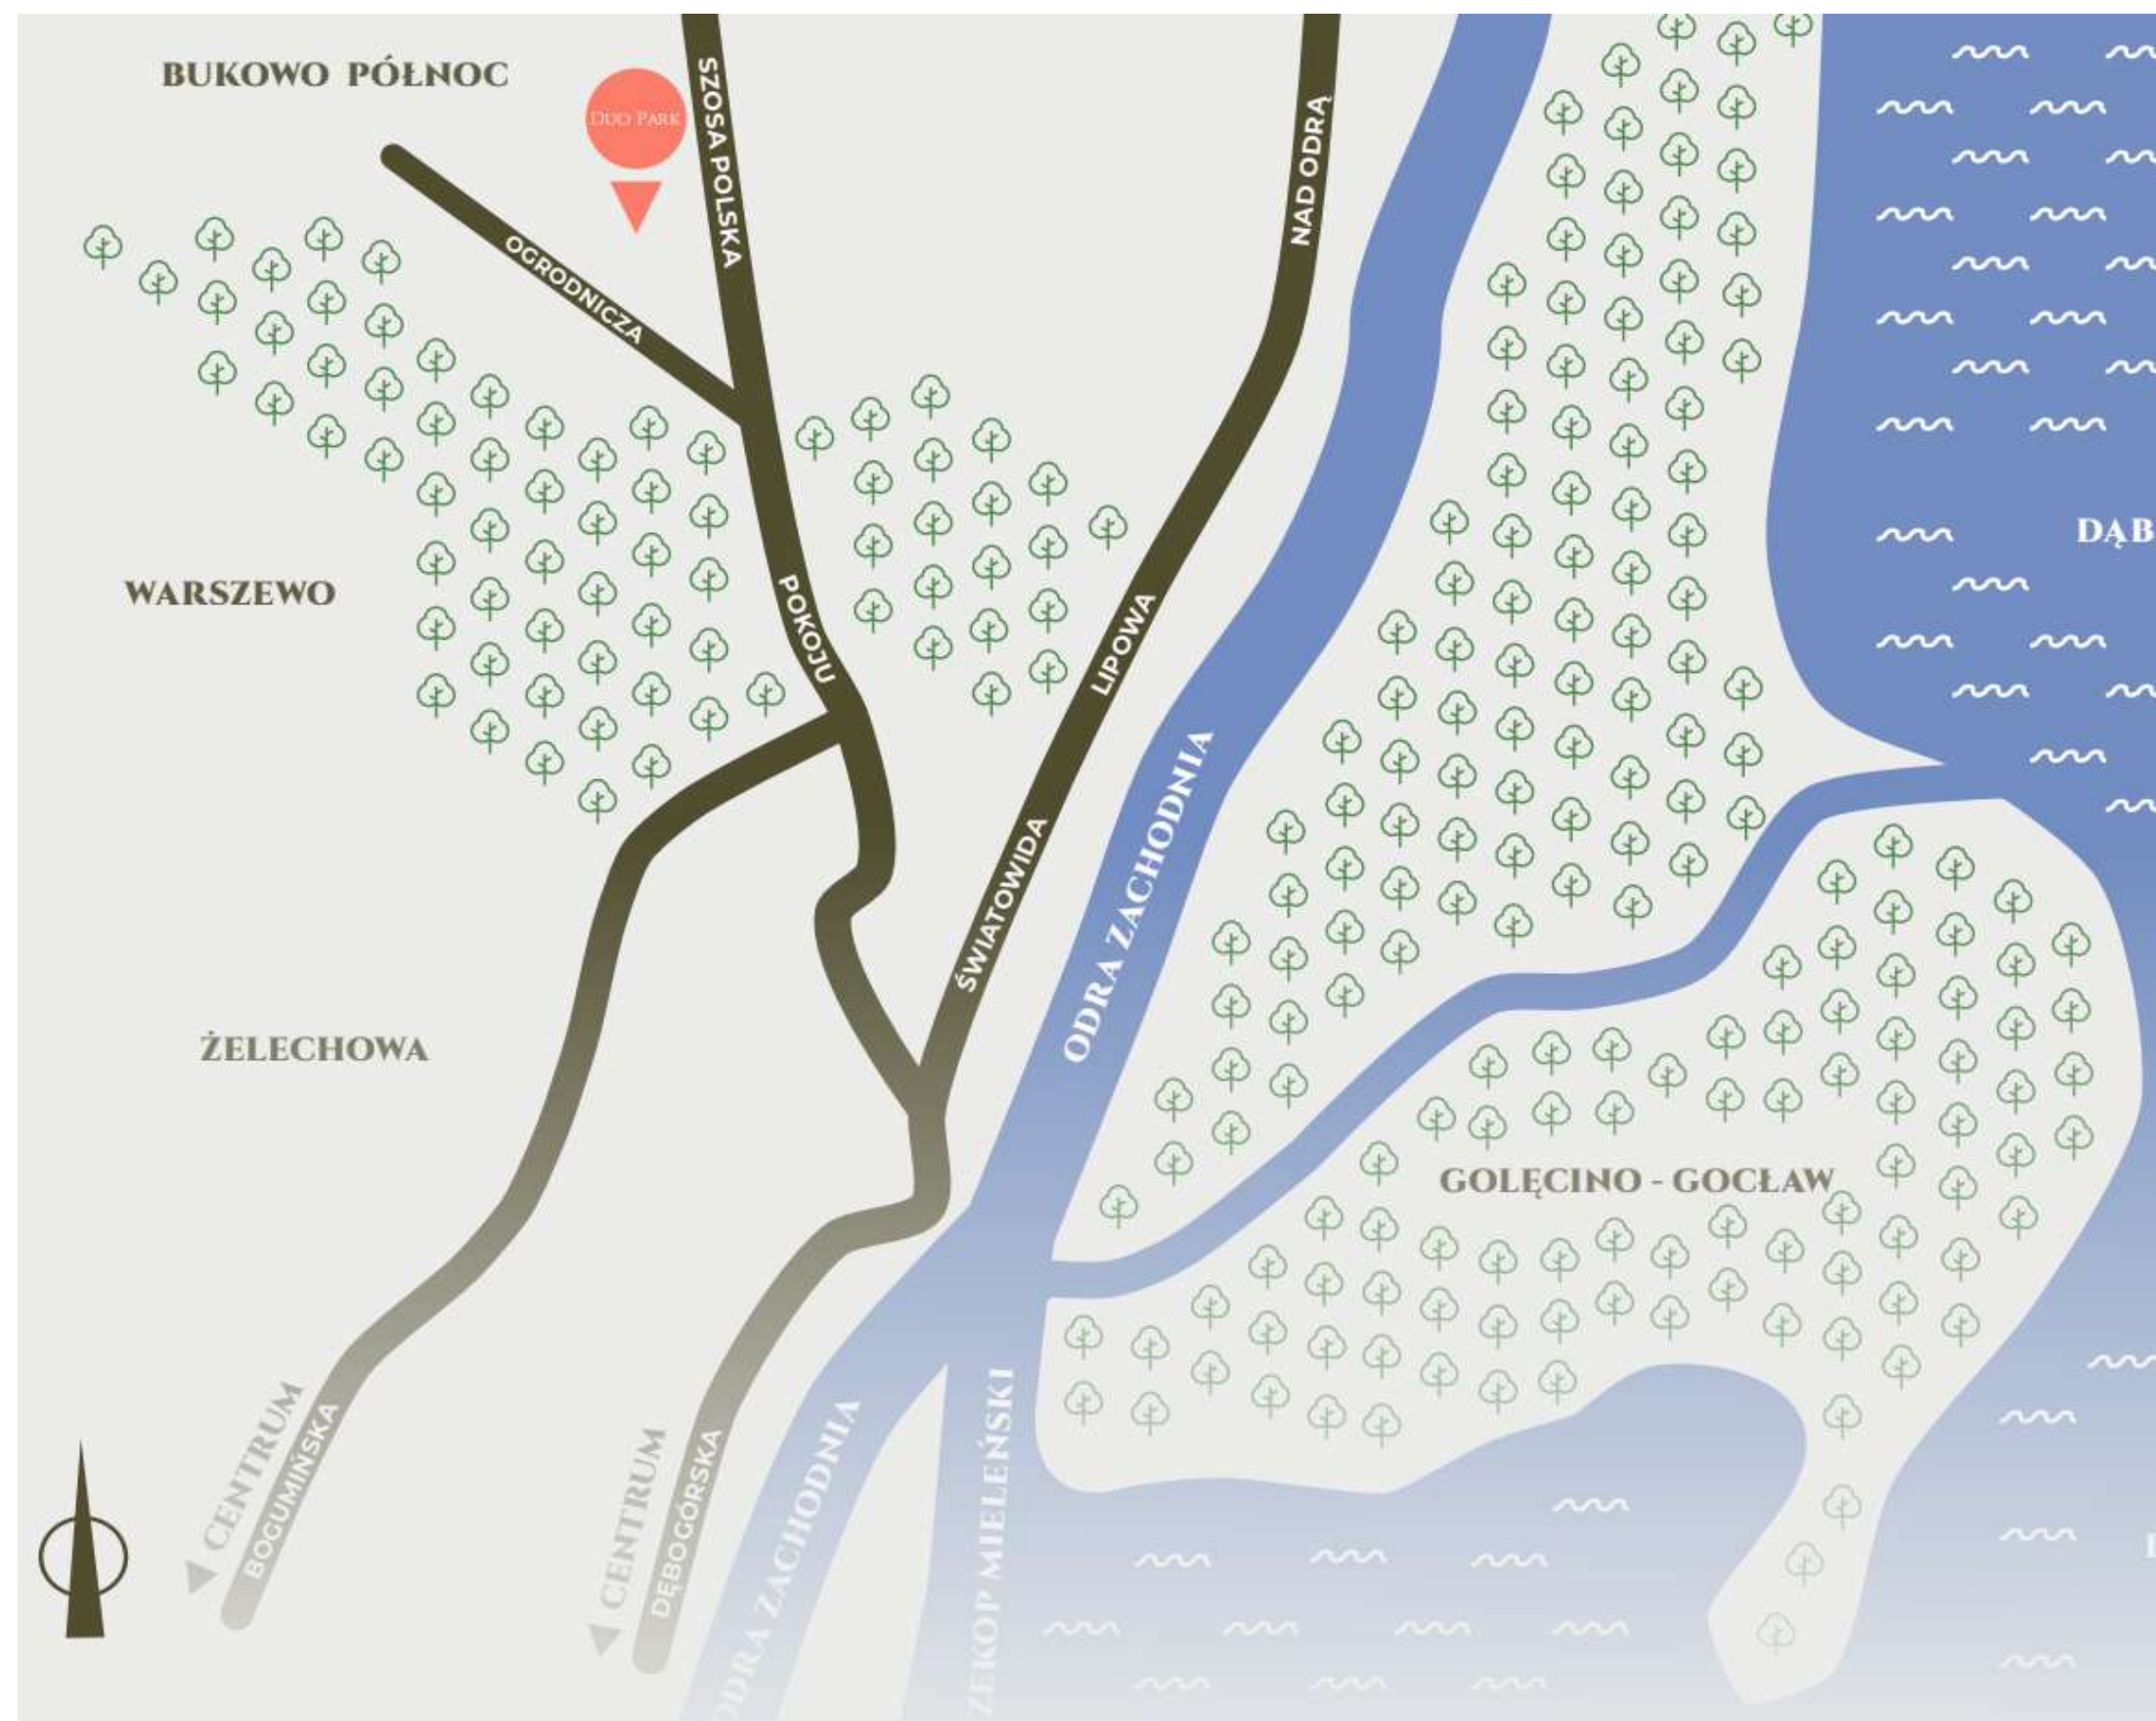 BUKOWO PÓŁNOC
DUO PARK
SZOSA POLSKA
NAD ODRĄ
OGRODNICZA
DĄB
WARSZEWO
POKOJU
LIPOWA
ŚWIATOWIDA
ODRA ZACHODNIA
ŻELECHOWA
GOLĘCINO - GOCŁAW
CENTRUM
BOGUMIŃSKA
CENTRUM
DĘBOGÓRSKA
ODRA ZACHODNIA
ZEKOP MIELEŃSKI